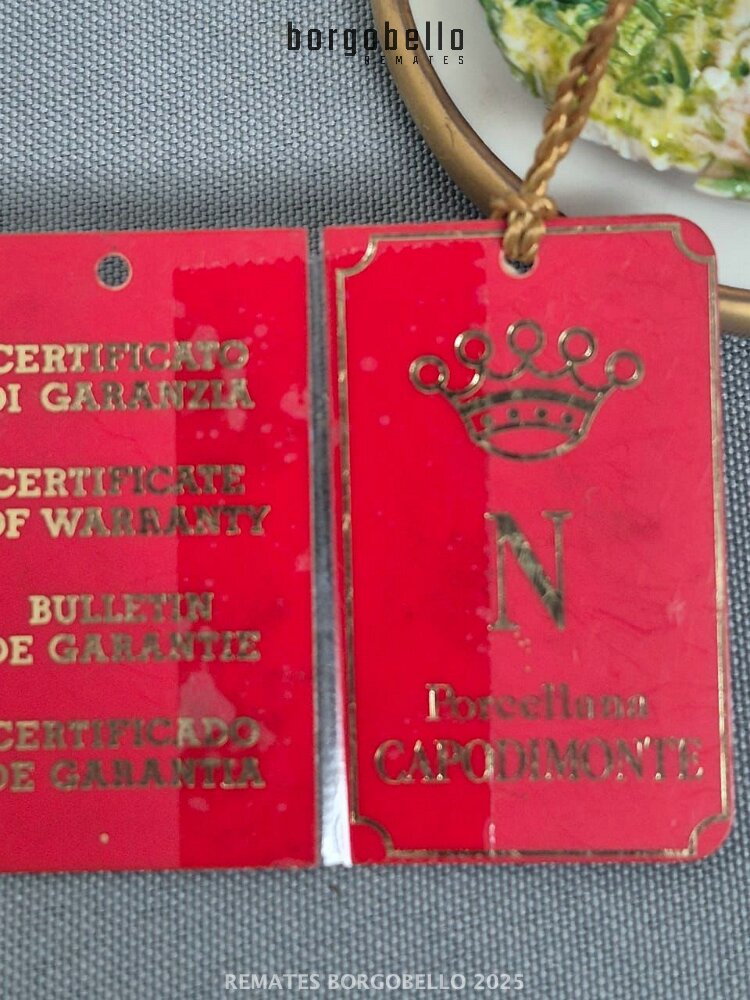 borgobello
REMATES
CERTIFICATO
DI GARANZIA
CERTIFICATE
OF WARRANTY
BULLETIN
DE GARANTIE
CERTIFICADO
DE GARANTIA
N
Porcellana
CAPODIMONTE
REMATES BORGOBELLO 2025